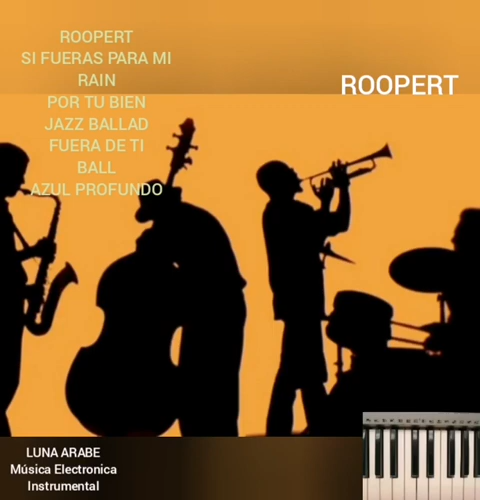 ROOPERT
SI FUERAS PARA MI
RAIN
POR TU BIEN
JAZZ BALLAD
FUERA DE TI
BALL
AZUL PROFUNDO
ROOPERT
LUNA ARABE
Música Electronica
Instrumental